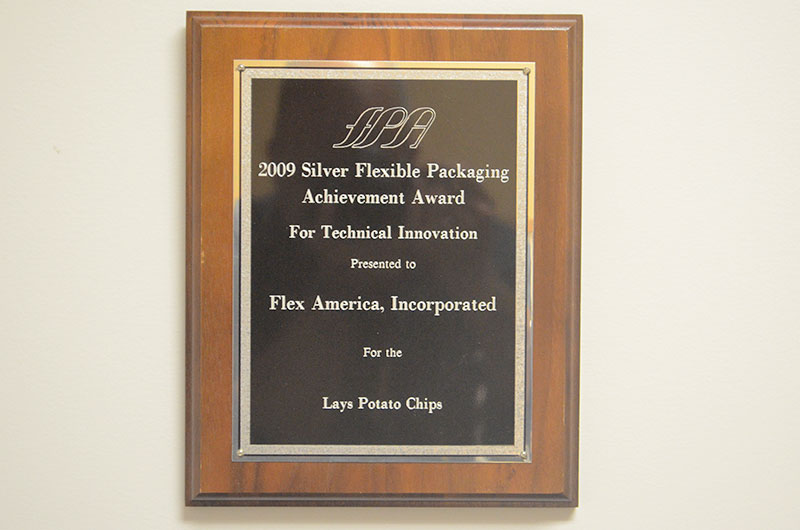 FPA
2009 Silver Flexible Packaging
Achievement Award
For Technical Innovation
Presented to
Flex America, Incorporated
For the
Lays Potato Chips